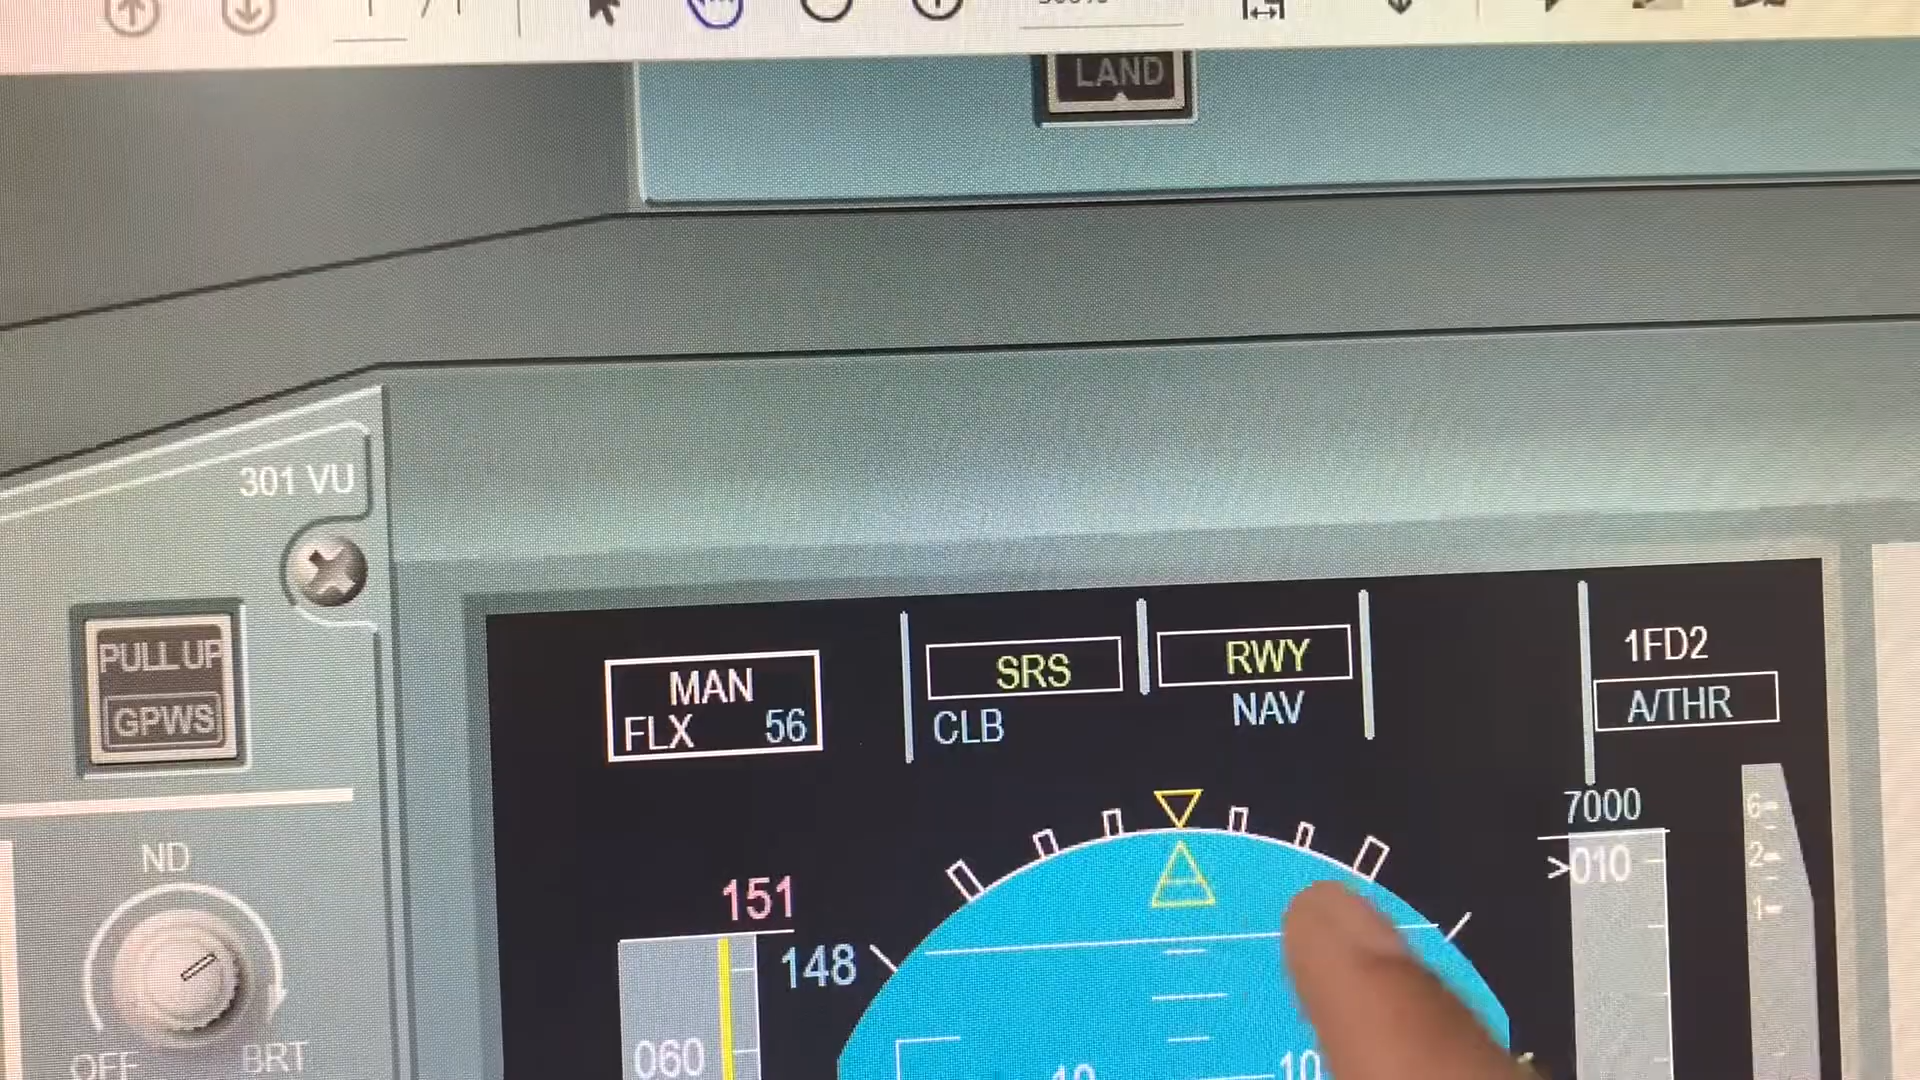 LAND
301 VU
PULL UP
GPWS
MAN
FLX 56
SRS
CLB
RWY
NAV
1FD2
A/THR
7000
>010
6
2
1
151
148
060
10
10
ND
OFF BRT